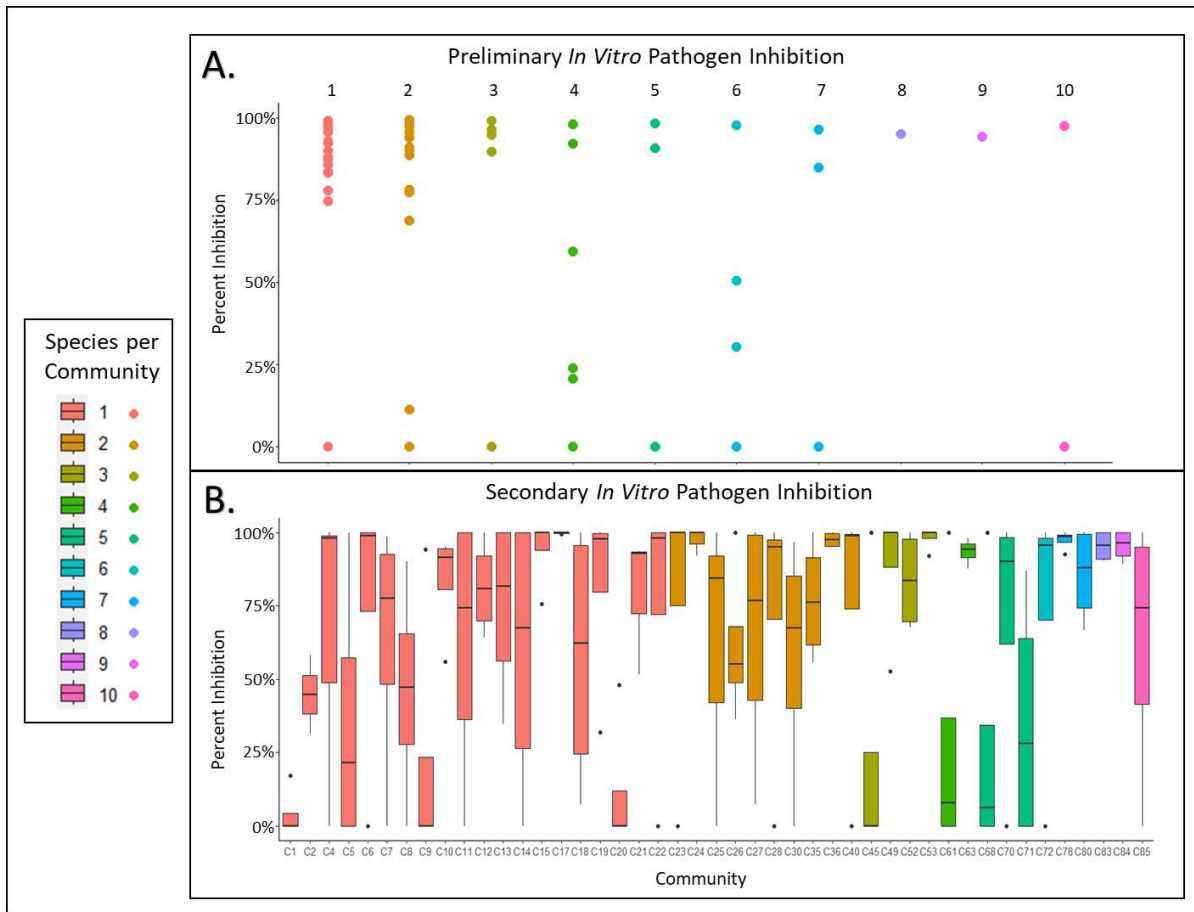 A.
Preliminary In Vitro Pathogen Inhibition
1 2 3 4 5 6 7 8 9 10
100%
75%
50%
25%
0%
Percent Inhibition
Species per
Community
1
2
3
4
5
6
7
8
9
10
B.
Secondary In Vitro Pathogen Inhibition
100%
75%
50%
25%
0%
Percent Inhibition
C1 C2 C4 C5 C6 C7 C8 C9 C10 C11 C12 C13 C14 C15 C17 C18 C19 C20 C21 C22 C23 C24 C25 C26 C27 C28 C30 C35 C36 C40 C45 C49 C52 C53 C61 C63 C68 C70 C71 C72 C78 C80 C83 C84 C85
Community